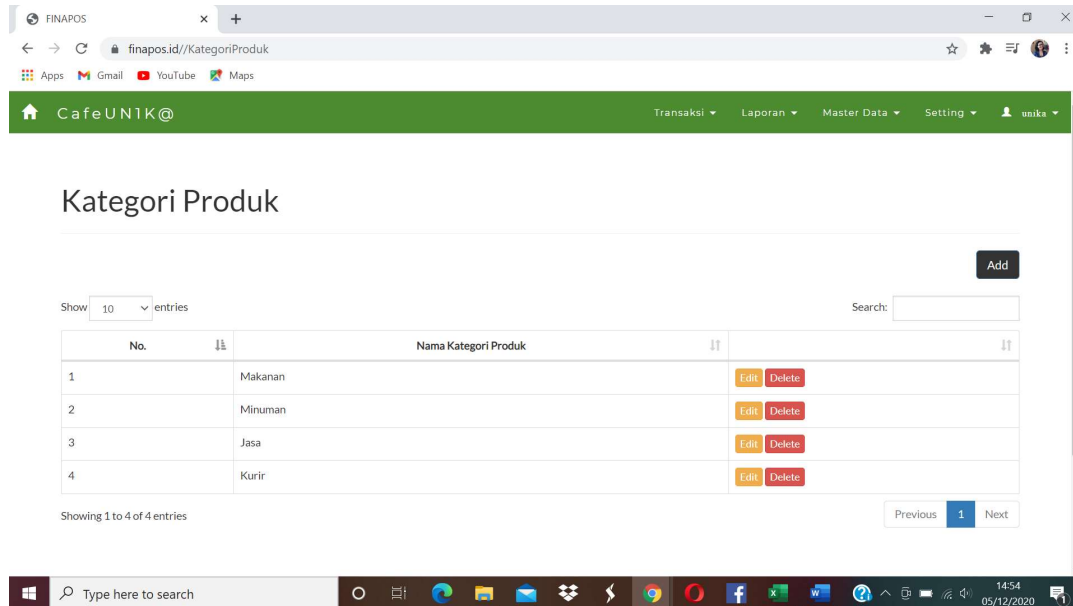 FINAPOS
finapos.id//KategoriProduk
Apps Gmail YouTube Maps
CafeUN1K@ Transaksi Laporan Master Data Setting unika
Kategori Produk
Add
Show 10 entries Search:
No. Nama Kategori Produk
1 Makanan Edit Delete
2 Minuman Edit Delete
3 Jasa Edit Delete
4 Kurir Edit Delete
Showing 1 to 4 of 4 entries Previous 1 Next
Type here to search 14:54
05/12/2020